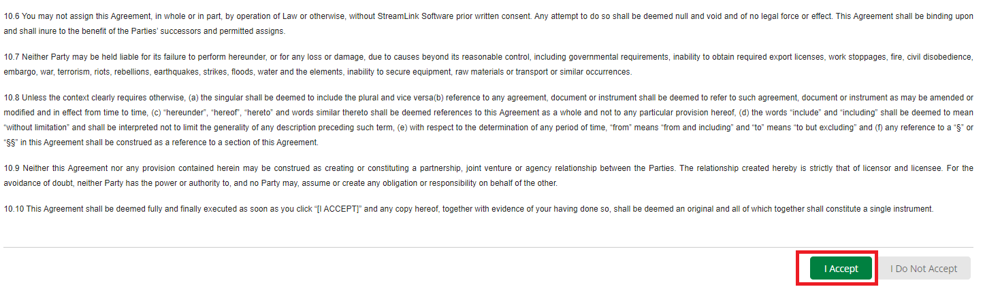 10.6 You may not assign this Agreement, in whole or in part, by operation of Law or otherwise, without StreamLink Software prior written consent. Any attempt to do so shall be deemed null and void and of no legal force or effect. This Agreement shall be binding upon
and shall inure to the benefit of the Parties' successors and permitted assigns.
10.7 Neither Party may be held liable for its failure to perform hereunder, or for any loss or damage, due to causes beyond its reasonable control, including governmental requirements, inability to obtain required export licenses, work stoppages, fire, civil disobedience,
embargo, war, terrorism, riots, rebellions, earthquakes, strikes, floods, water and the elements, inability to secure equipment, raw materials or transport or similar occurrences.
10.8 Unless the context clearly requires otherwise, (a) the singular shall be deemed to include the plural and vice versa(b) reference to any agreement, document or instrument shall be deemed to refer to such agreement, document or instrument as may be amended or
modified and in effect from time to time, (c) “hereunder”, “hereof”, “hereto” and words similar thereto shall be deemed references to this Agreement as a whole and not to any particular provision hereof, (d) the words “include” and “including” shall be deemed to mean
“without limitation” and shall be interpreted not to limit the generality of any description preceding such term, (e) with respect to the determination of any period of time, “from” means “from and including” and “to” means “to but excluding” and (f) any reference to a “§” or
“§§” in this Agreement shall be construed as a reference to a section of this Agreement.
10.9 Neither this Agreement nor any provision contained herein may be construed as creating or constituting a partnership, joint venture or agency relationship between the Parties. The relationship created hereby is strictly that of licensor and licensee. For the
avoidance of doubt, neither Party has the power or authority to, and no Party may, assume or create any obligation or responsibility on behalf of the other.
10.10 This Agreement shall be deemed fully and finally executed as soon as you click “[I ACCEPT]” and any copy hereof, together with evidence of your having done so, shall be deemed an original and all of which together shall constitute a single instrument.
I Accept
I Do Not Accept